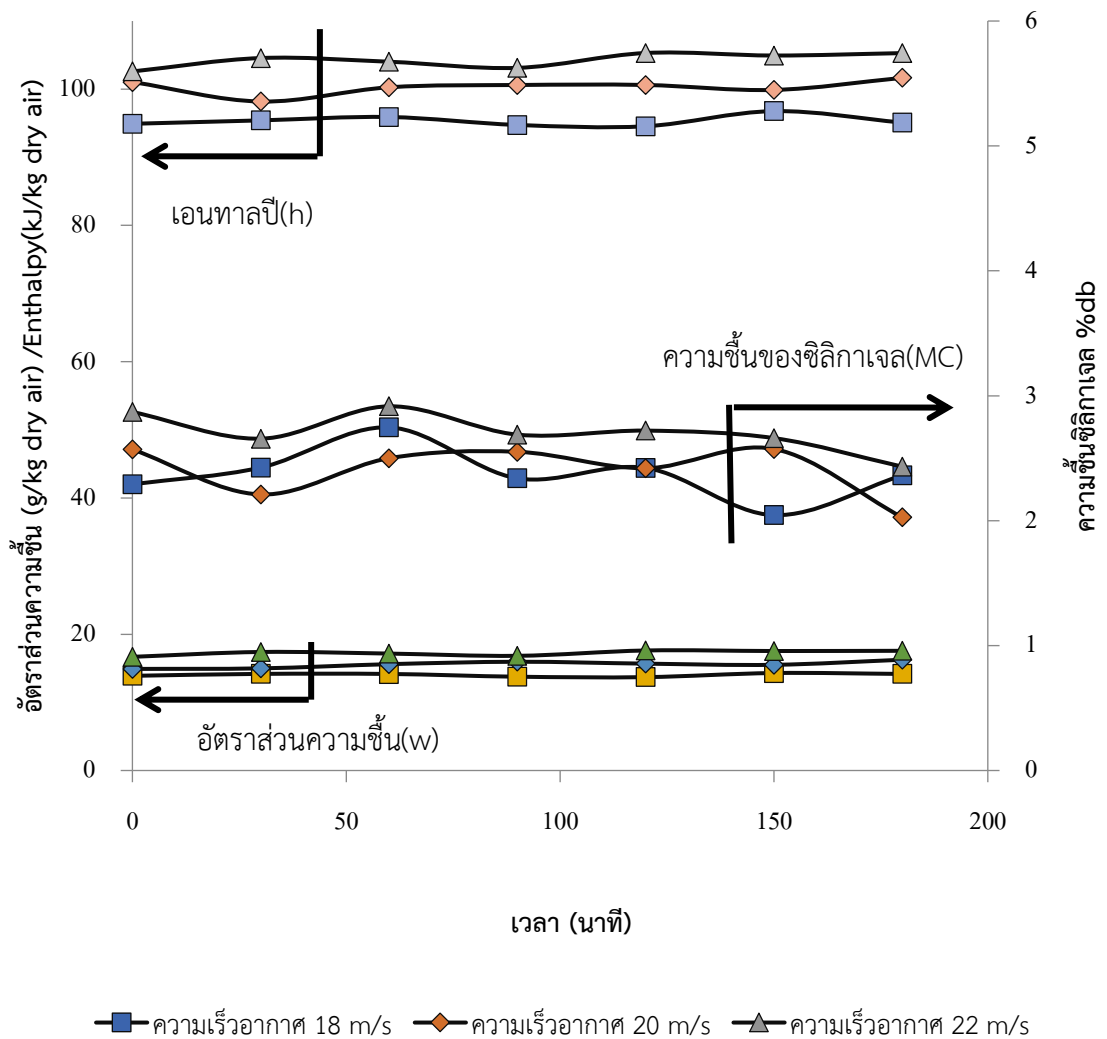 6
100
5
เอนทาลปี(h)
80
4
ความชื้นของซิลิกาเจล(MC)
60
3
40
2
20
1
อัตราส่วนความชื้น(w)
0
0
0
50
100
150
200
อัตราส่วนความชื้น (g/kg dry air) /Enthalpy(kJ/kg dry air)
ความชื้นซิลิกาเจล %db
เวลา (นาที)
ความเร็วอากาศ 18 m/s
ความเร็วอากาศ 20 m/s
ความเร็วอากาศ 22 m/s